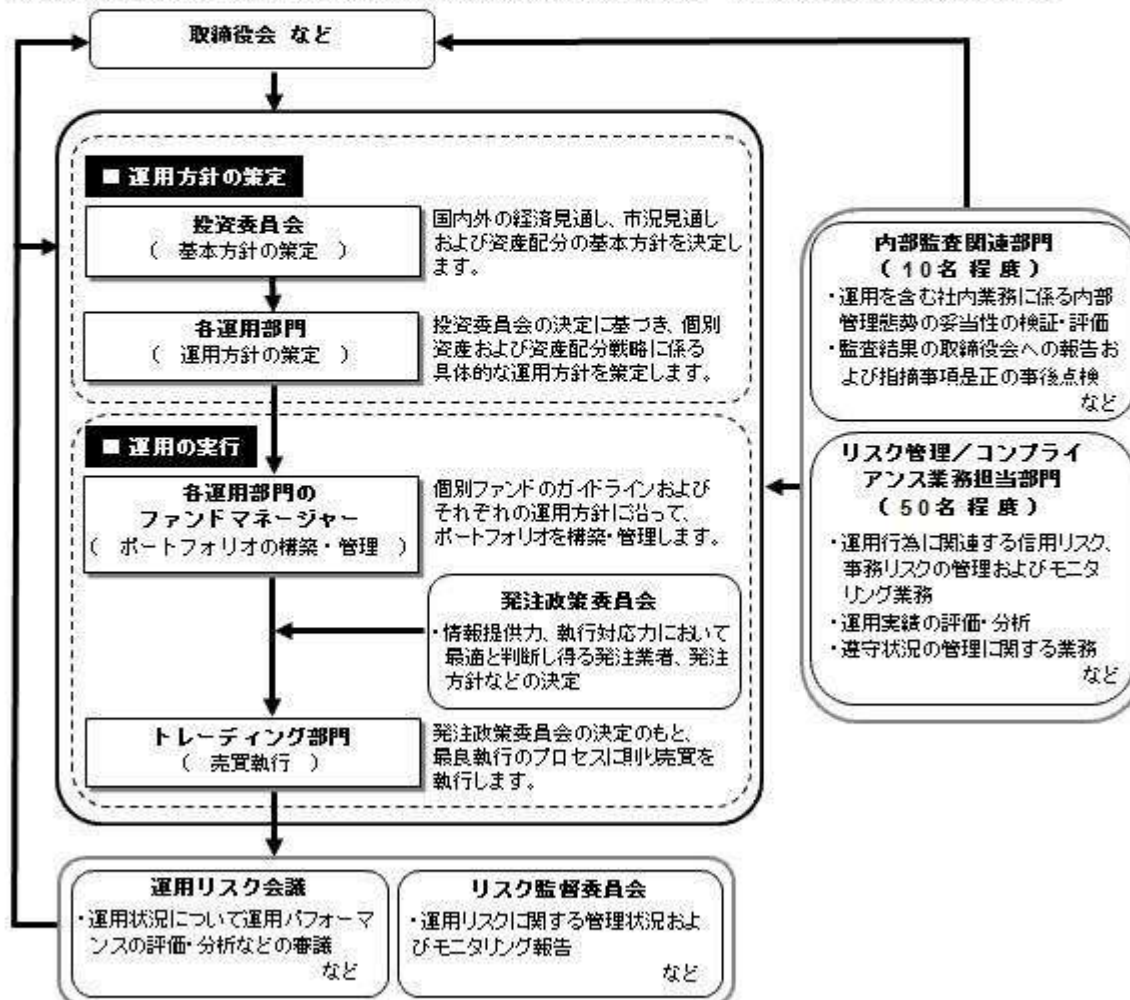 取締役会 など
■ 運用方針の策定
投資委員会
( 基本方針の策定 )
国内外の経済見通し、市況見通し
および資産配分の基本方針を決定し
ます。
各運用部門
( 運用方針の策定 )
投資委員会の決定に基づき、個別
資産および資産配分戦略に係る
具体的な運用方針を策定します。
■ 運用の実行
各運用部門の
ファンドマネージャー
( ポートフォリオの構築・管理 )
個別ファンドのガイドラインおよび
それぞれの運用方針に沿って、
ポートフォリオを構築・管理します。
発注政策委員会
・情報提供力、執行対応力において
最適と判断し得る発注業者、発注
方針などの決定
トレーディング部門
( 売買執行 )
発注政策委員会の決定のもと、
最良執行のプロセスに則り売買を
執行します。
内部監査関連部門
( 10名程度 )
・運用を含む社内業務に係る内部
管理態勢の妥当性の検証・評価
・監査結果の取締役会への報告お
よび指摘事項是正の事後点検
など
リスク管理/コンプライ
アンス業務担当部門
( 50名程度 )
・運用行為に関連する信用リスク、
事務リスクの管理およびモニタ
リング業務
・運用実績の評価・分析
・遵守状況の管理に関する業務
など
運用リスク会議
・運用状況について運用パフォーマ
ンスの評価・分析などの審議
など
リスク監督委員会
・運用リスクに関する管理状況およ
びモニタリング報告
など